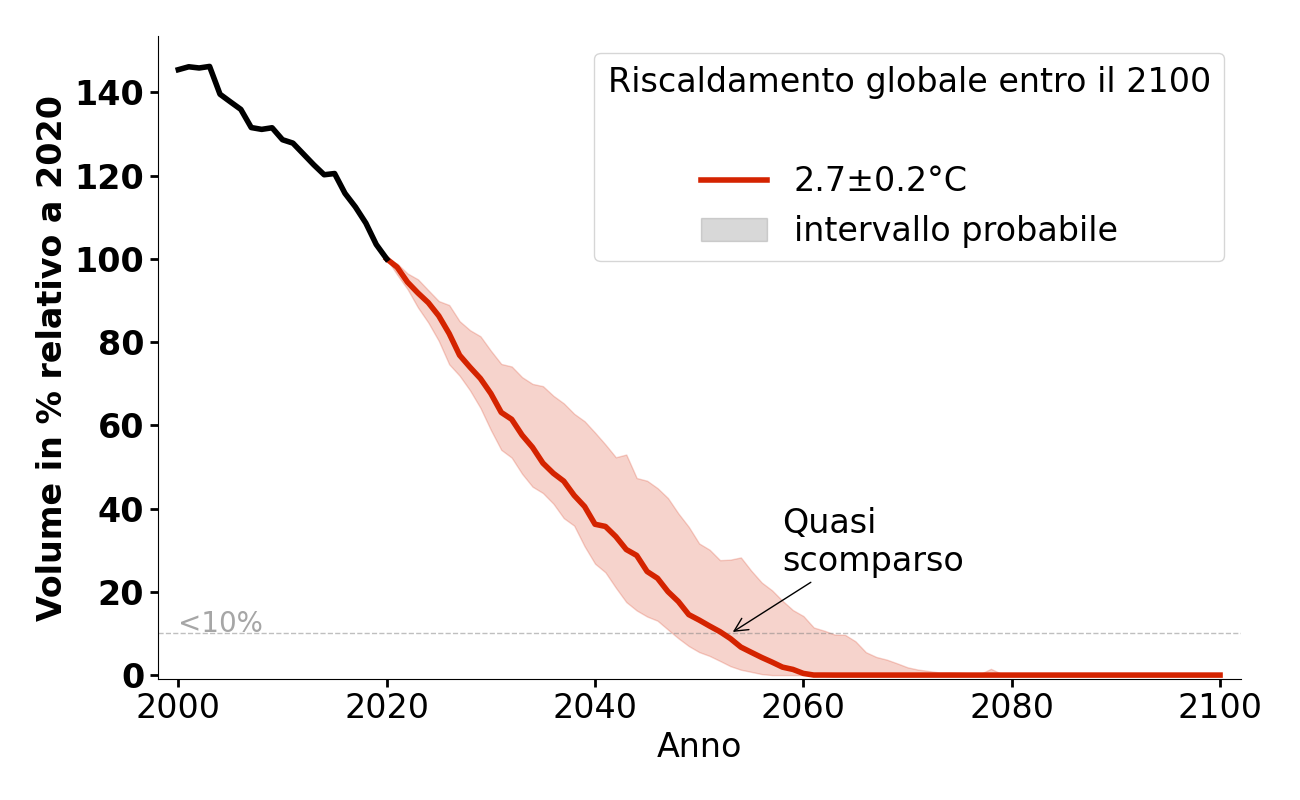 Volume in % relativo a 2020
140
120
100
80
60
40
20
0
Riscaldamento globale entro il 2100
2.7±0.2°C
intervallo probabile
Quasi
scomparso
<10%
2000
2020
2040
2060
2080
2100
Anno